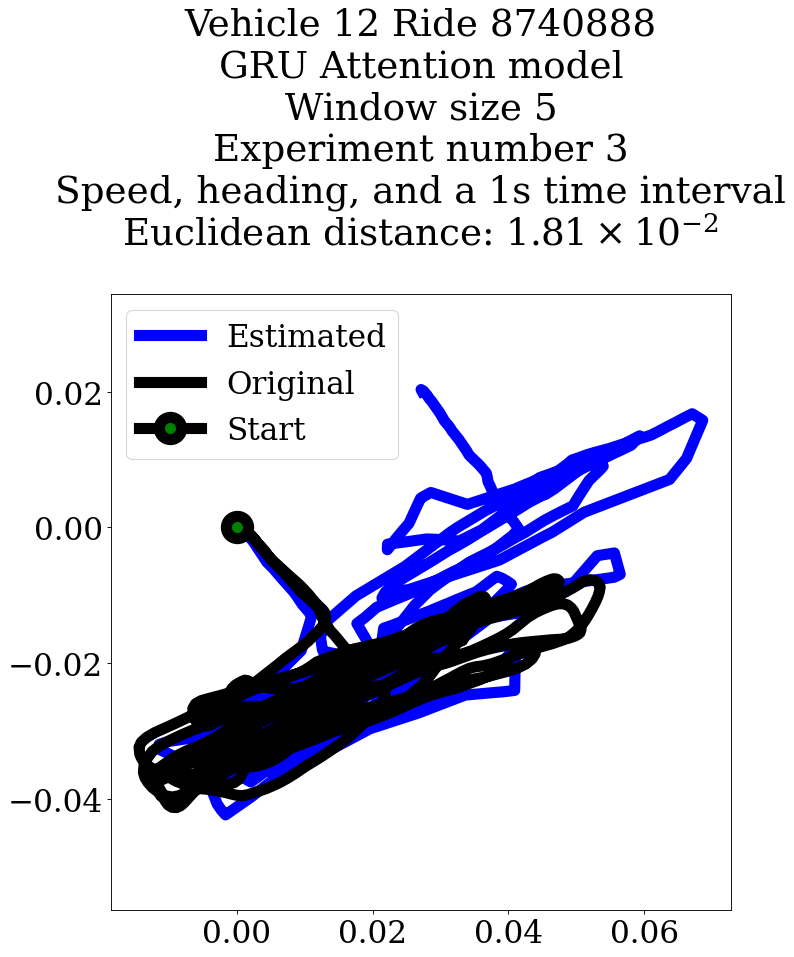 Vehicle 12 Ride 8740888
GRU Attention model
Window size 5
Experiment number 3
Speed, heading, and a 1s time interval
Euclidean distance: 1.81 × 10⁻²
Estimated
Original
Start
0.02
0.00
−0.02
−0.04
0.00 0.02 0.04 0.06